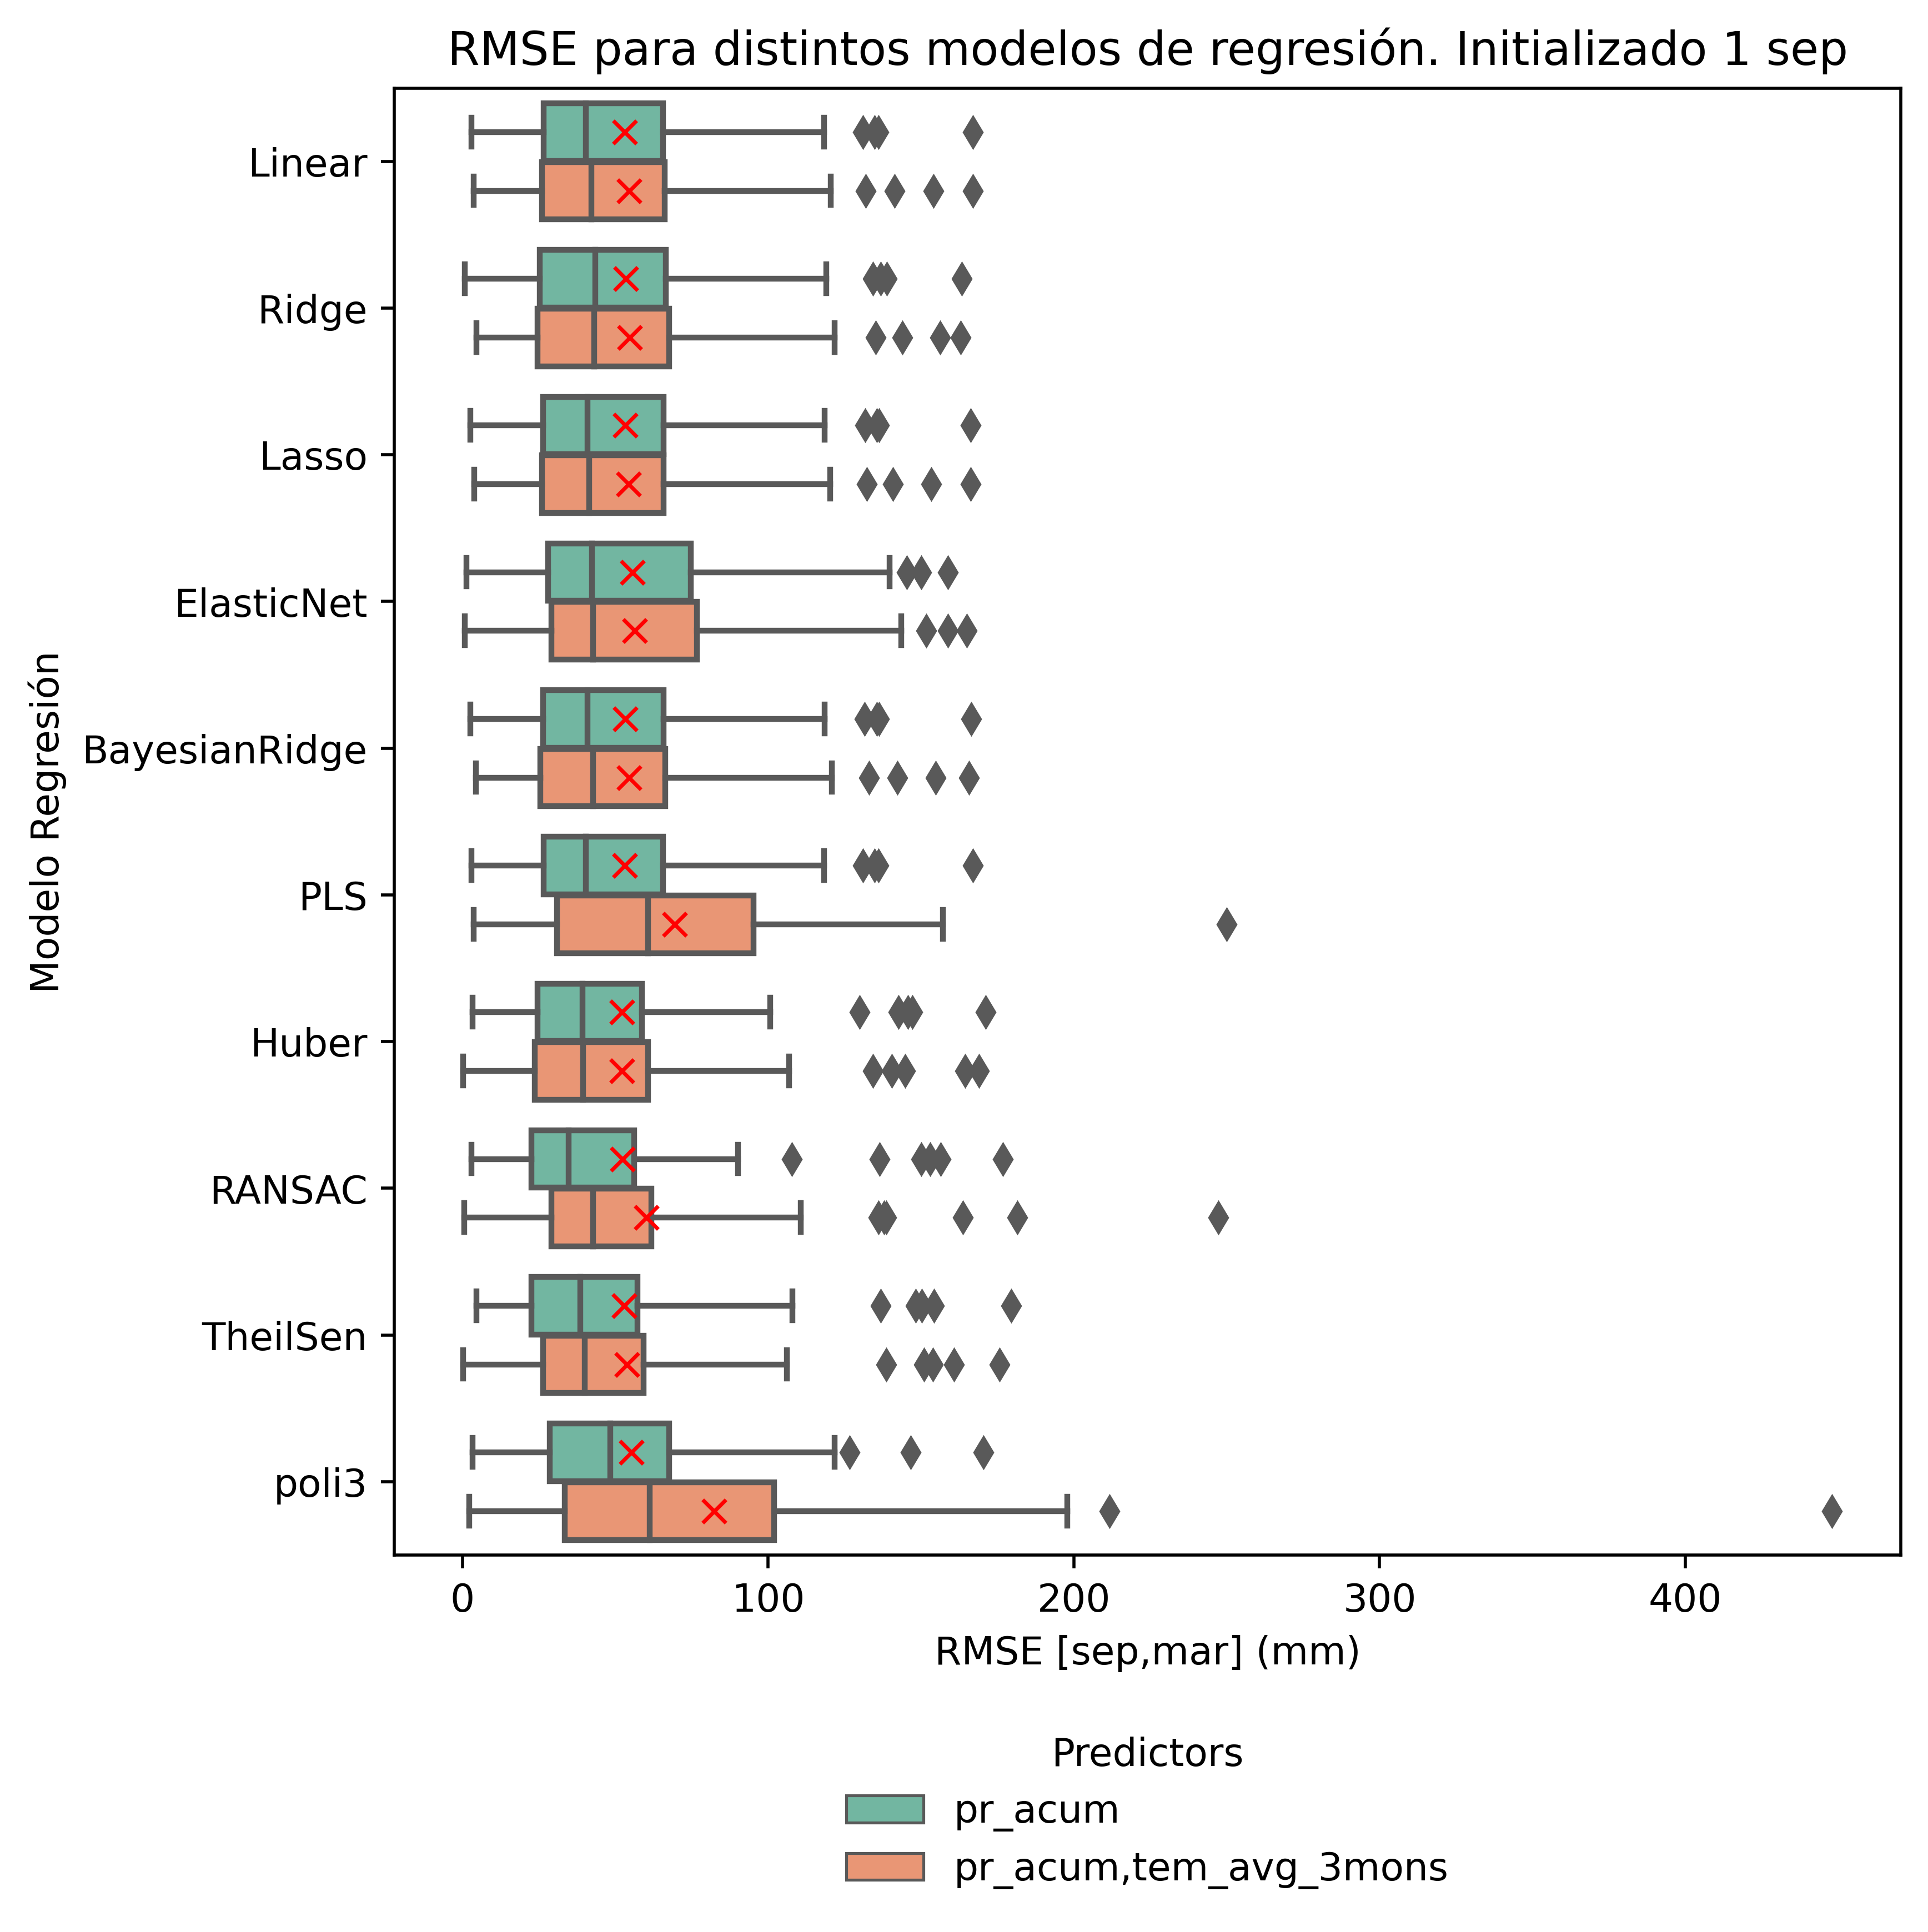 RMSE para distintos modelos de regresión. Initializado 1 sep
Modelo Regresión
Linear
Ridge
Lasso
ElasticNet
BayesianRidge
PLS
Huber
RANSAC
TheilSen
poli3
0 100 200 300 400
RMSE [sep,mar] (mm)
Predictors
pr_acum
pr_acum,tem_avg_3mons